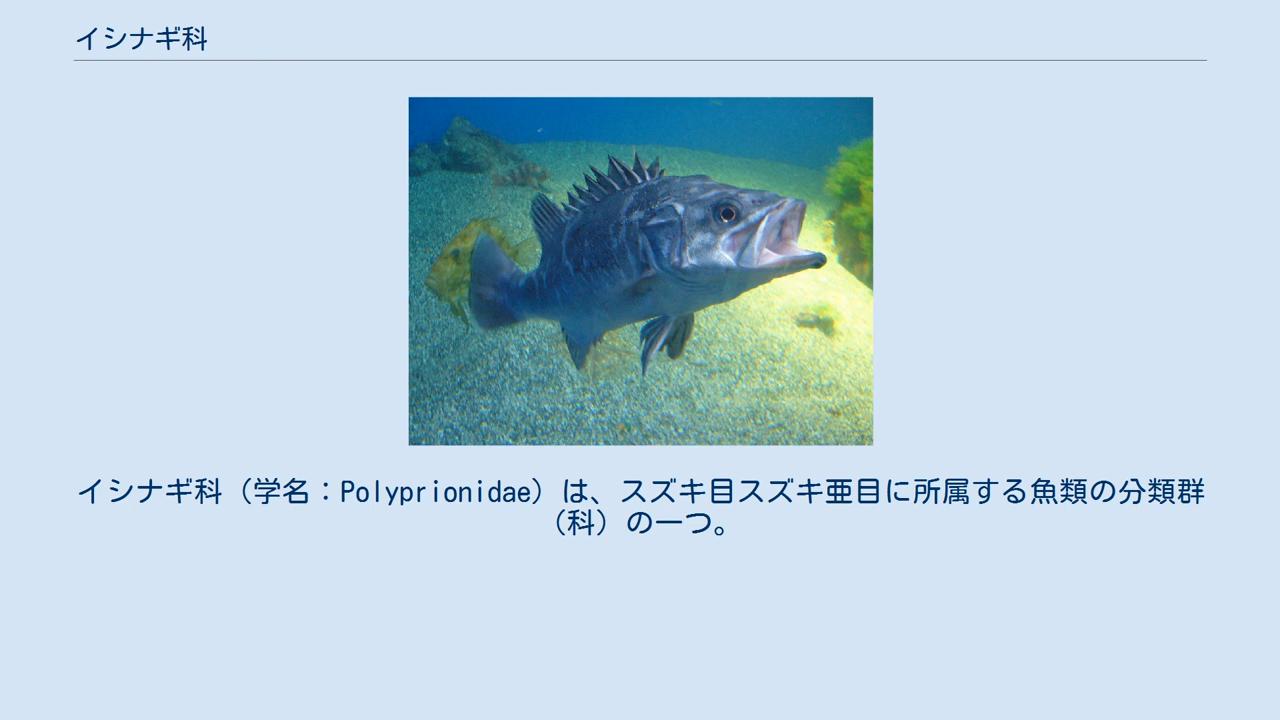 イシナギ科
イシナギ科（学名：Polyprionidae）は、スズキ目スズキ亜目に所属する魚類の分類群
（科）の一つ。